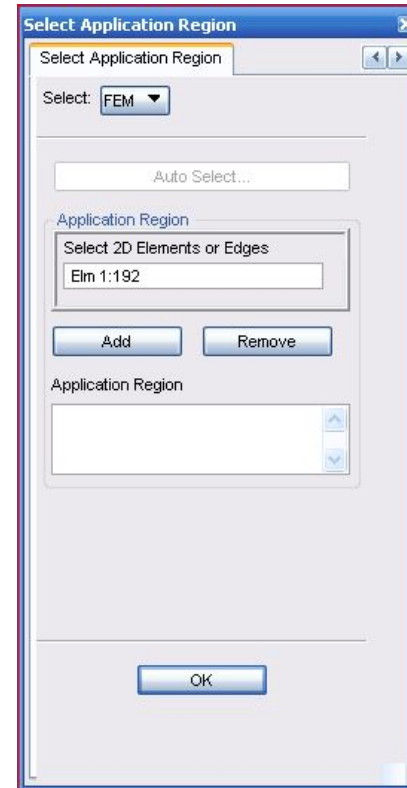 Select Application Region
Select Application Region
Select: FEM
Auto Select...
Application Region
Select 2D Elements or Edges
Elm 1:192
Add Remove
Application Region
OK